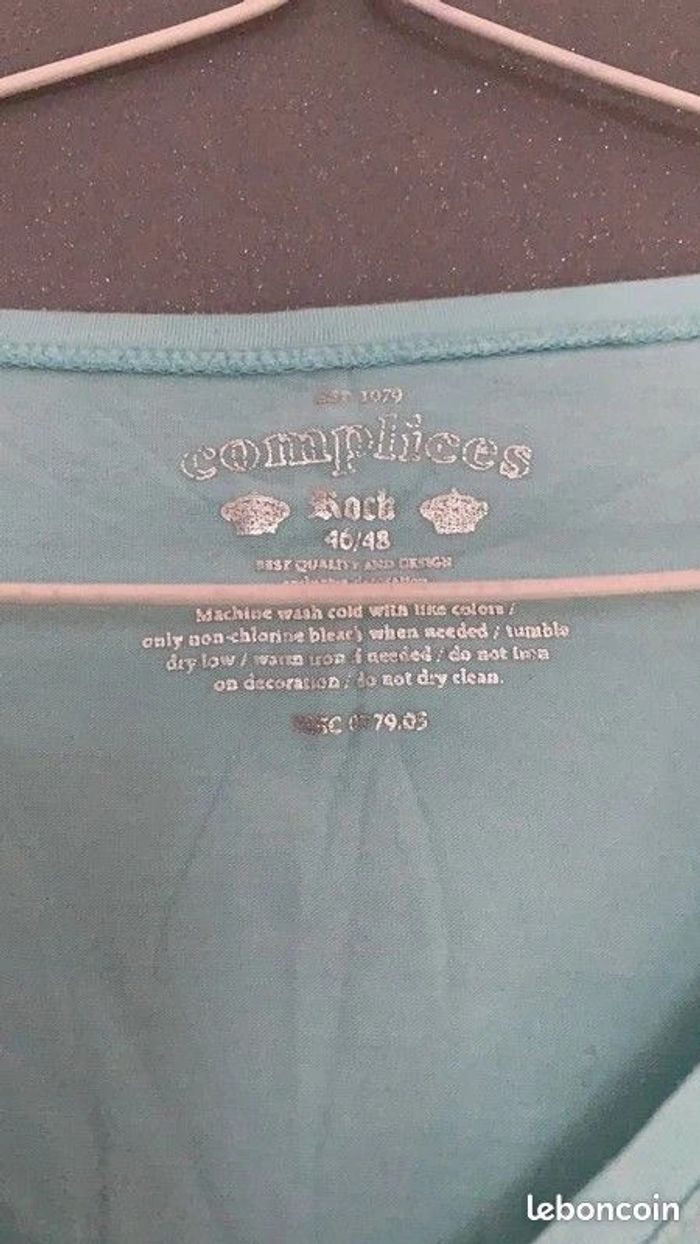 EST 1979
complices
Rock
46/48
BEST QUALITY AND DESIGN
Machine wash cold with like colors /
only non-chlorine bleach when needed / tumble
dry low / warm iron if needed / do not iron
on decoration / do not dry clean.
79.05
leboncoin